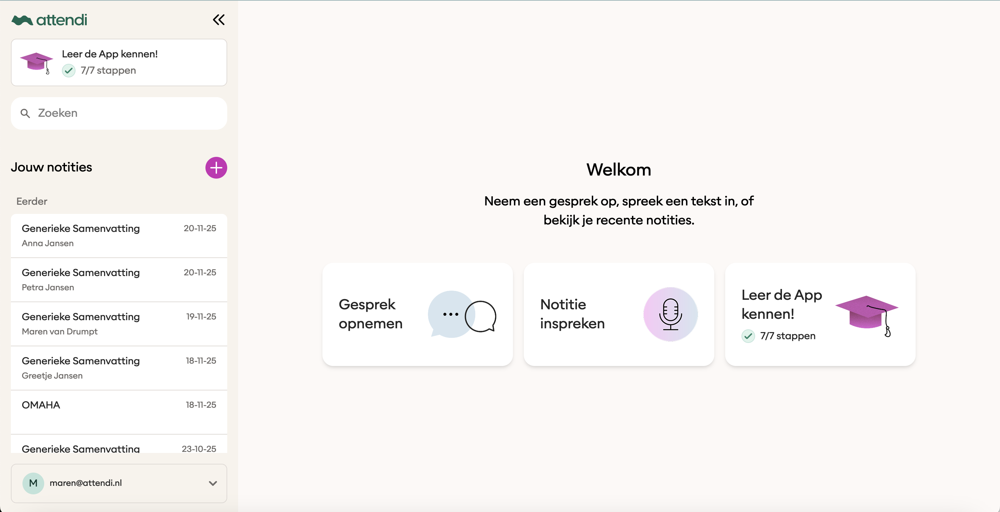 attendi
Leer de App kennen!
7/7 stappen
Zoeken
Jouw notities
Eerder
Generieke Samenvatting 20-11-25
Anna Jansen
Generieke Samenvatting 20-11-25
Petra Jansen
Generieke Samenvatting 19-11-25
Maren van Drumpt
Generieke Samenvatting 18-11-25
Greetje Jansen
OMAHA 18-11-25
Generieke Samenvatting 23-10-25
M maren@attendi.nl
Welkom
Neem een gesprek op, spreek een tekst in, of
bekijk je recente notities.
Gesprek
opnemen
Notitie
inspreken
Leer de App
kennen!
7/7 stappen